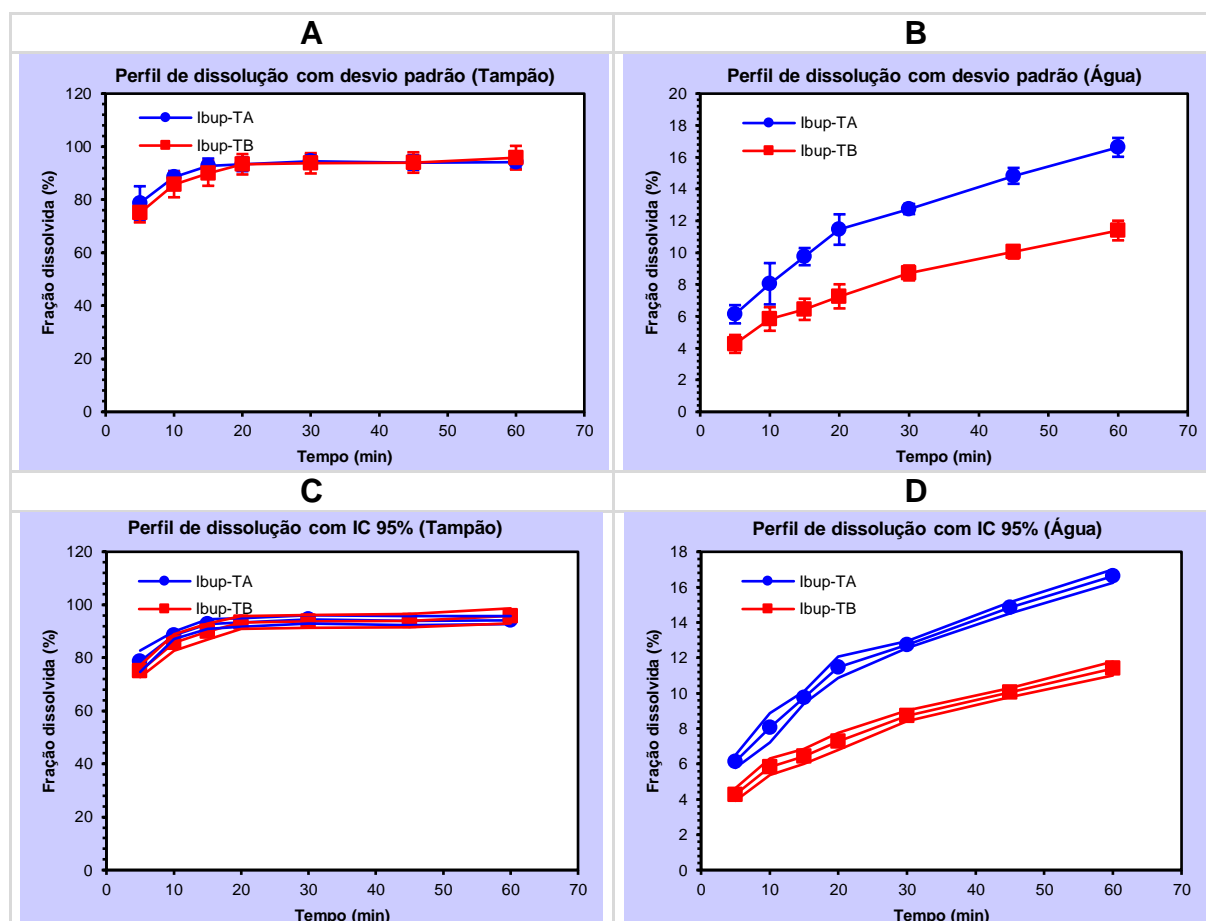 A
B
Perfil de dissolução com desvio padrão (Tampão)
120
100
80
60
40
20
0
Fração dissolvida (%)
Ibup-TA
Ibup-TB
0 10 20 30 40 50 60 70
Tempo (min)
Perfil de dissolução com desvio padrão (Água)
20
18
16
14
12
10
8
6
4
2
0
Fração dissolvida (%)
Ibup-TA
Ibup-TB
0 10 20 30 40 50 60 70
Tempo (min)
C
D
Perfil de dissolução com IC 95% (Tampão)
120
100
80
60
40
20
0
Fração dissolvida (%)
Ibup-TA
Ibup-TB
0 10 20 30 40 50 60 70
Tempo (min)
Perfil de dissolução com IC 95% (Água)
18
16
14
12
10
8
6
4
2
0
Fração dissolvida (%)
Ibup-TA
Ibup-TB
0 10 20 30 40 50 60 70
Tempo (min)